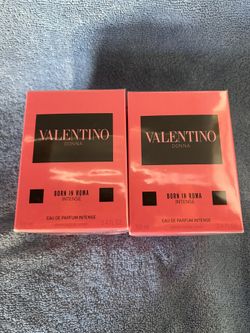 VALENTINO
DONNA
BORN IN ROMA
INTENSE
EAU DE PARFUM INTENSE
VALENTINO
DONNA
BORN IN ROMA
INTENSE
EAU DE PARFUM INTENSE